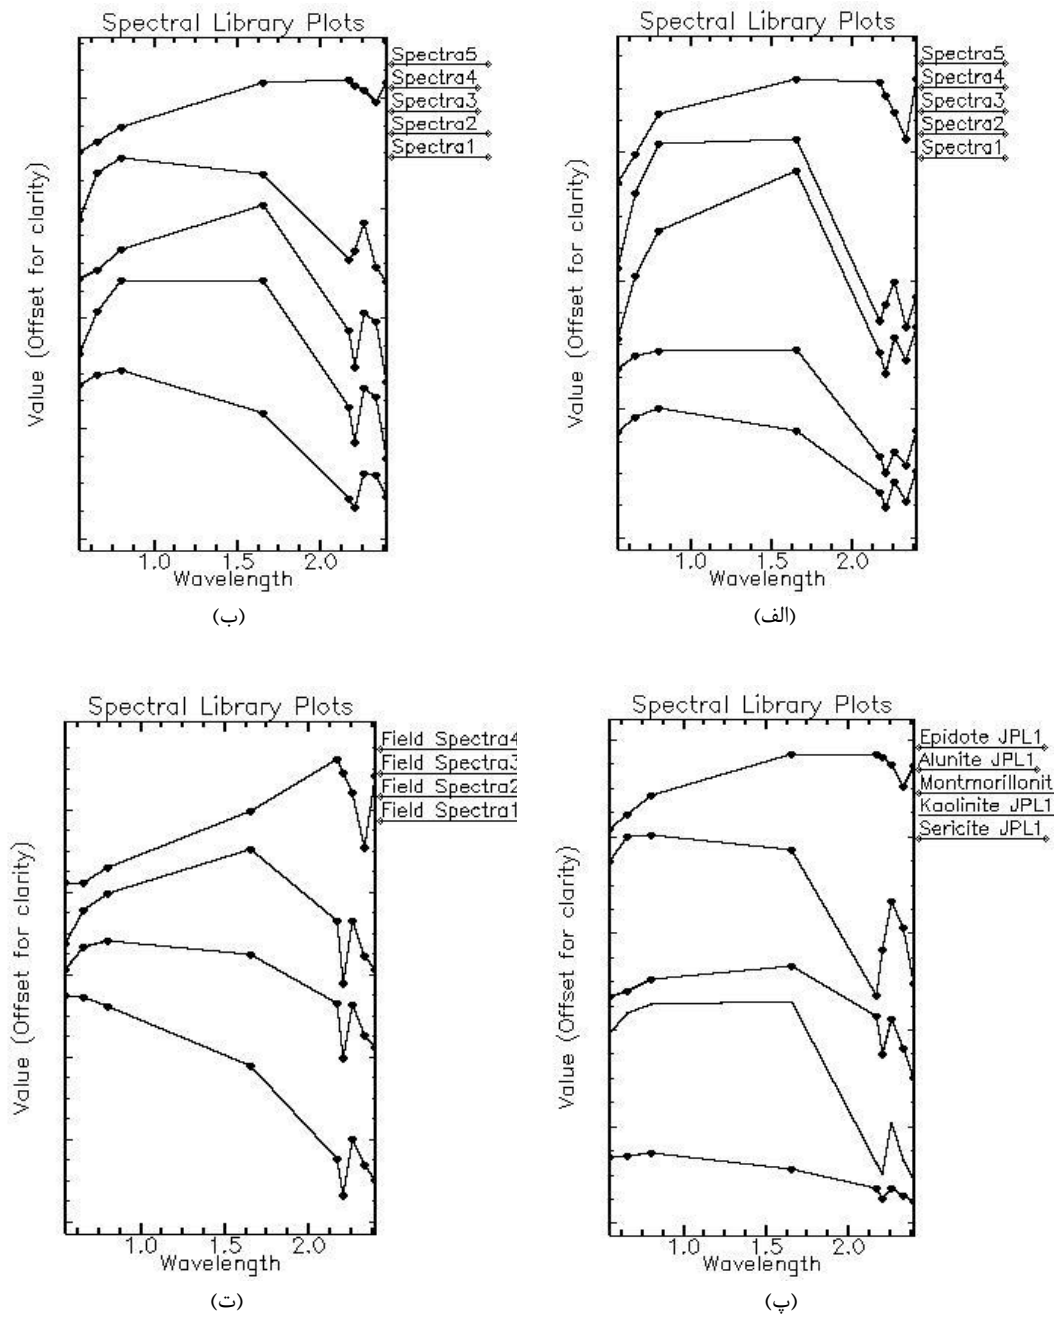 Spectral Library Plots
Value (Offset for clarity)
Spectra5
Spectra4
Spectra3
Spectra2
Spectra1
1.0 1.5 2.0
Wavelength
(الف)
Spectral Library Plots
Value (Offset for clarity)
Spectra5
Spectra4
Spectra3
Spectra2
Spectra1
1.0 1.5 2.0
Wavelength
(ب)
Spectral Library Plots
Value (Offset for clarity)
Epidote JPL1
Alunite JPL1
Montmorillonit
Kaolinite JPL1
Sericite JPL1
1.0 1.5 2.0
Wavelength
(پ)
Spectral Library Plots
Value (Offset for clarity)
Field Spectra4
Field Spectra3
Field Spectra2
Field Spectra1
1.0 1.5 2.0
Wavelength
(ت)